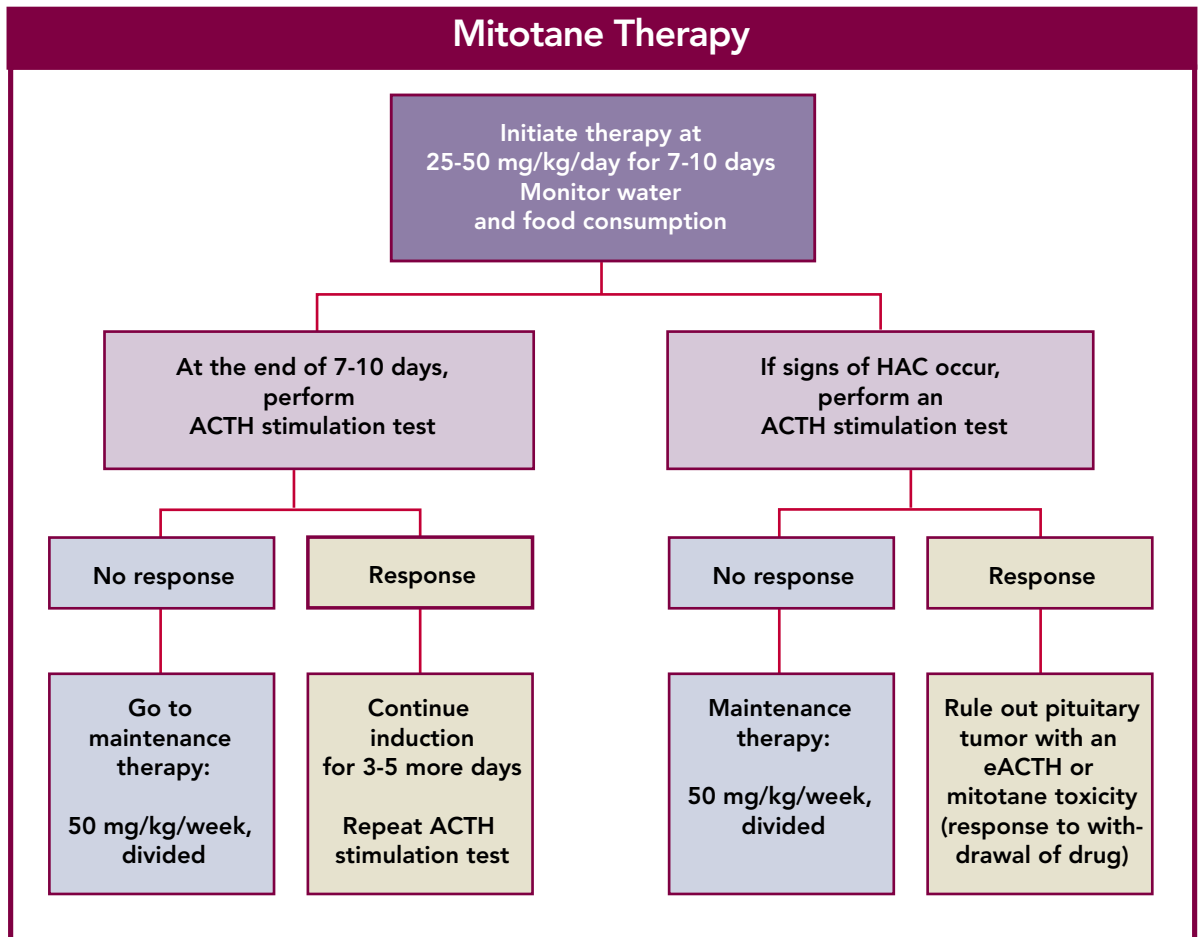 Mitotane Therapy
Initiate therapy at
25-50 mg/kg/day for 7-10 days
Monitor water
and food consumption
At the end of 7-10 days,
perform
ACTH stimulation test
If signs of HAC occur,
perform an
ACTH stimulation test
No response
Response
No response
Response
Go to
maintenance
therapy:
50 mg/kg/week,
divided
Continue
induction
for 3-5 more days
Repeat ACTH
stimulation test
Maintenance
therapy:
50 mg/kg/week,
divided
Rule out pituitary
tumor with an
eACTH or
mitotane toxicity
(response to with-
drawal of drug)